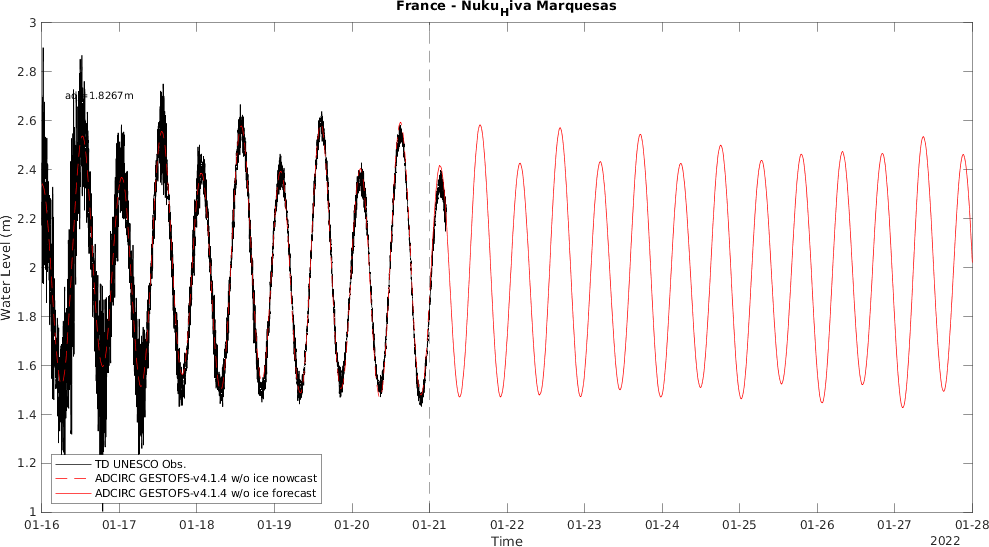 France - Nuku Hiva Marquesas
3
2.8
2.6
2.4
2.2
2
1.8
1.6
1.4
1.2
1
Water Level (m)
=1.8267m
TD UNESCO Obs.
ADCIRC GESTOFS-v4.1.4 w/o ice nowcast
ADCIRC GESTOFS-v4.1.4 w/o ice forecast
01-16 01-17 01-18 01-19 01-20 01-21 01-22 01-23 01-24 01-25 01-26 01-27 01-28
Time
2022